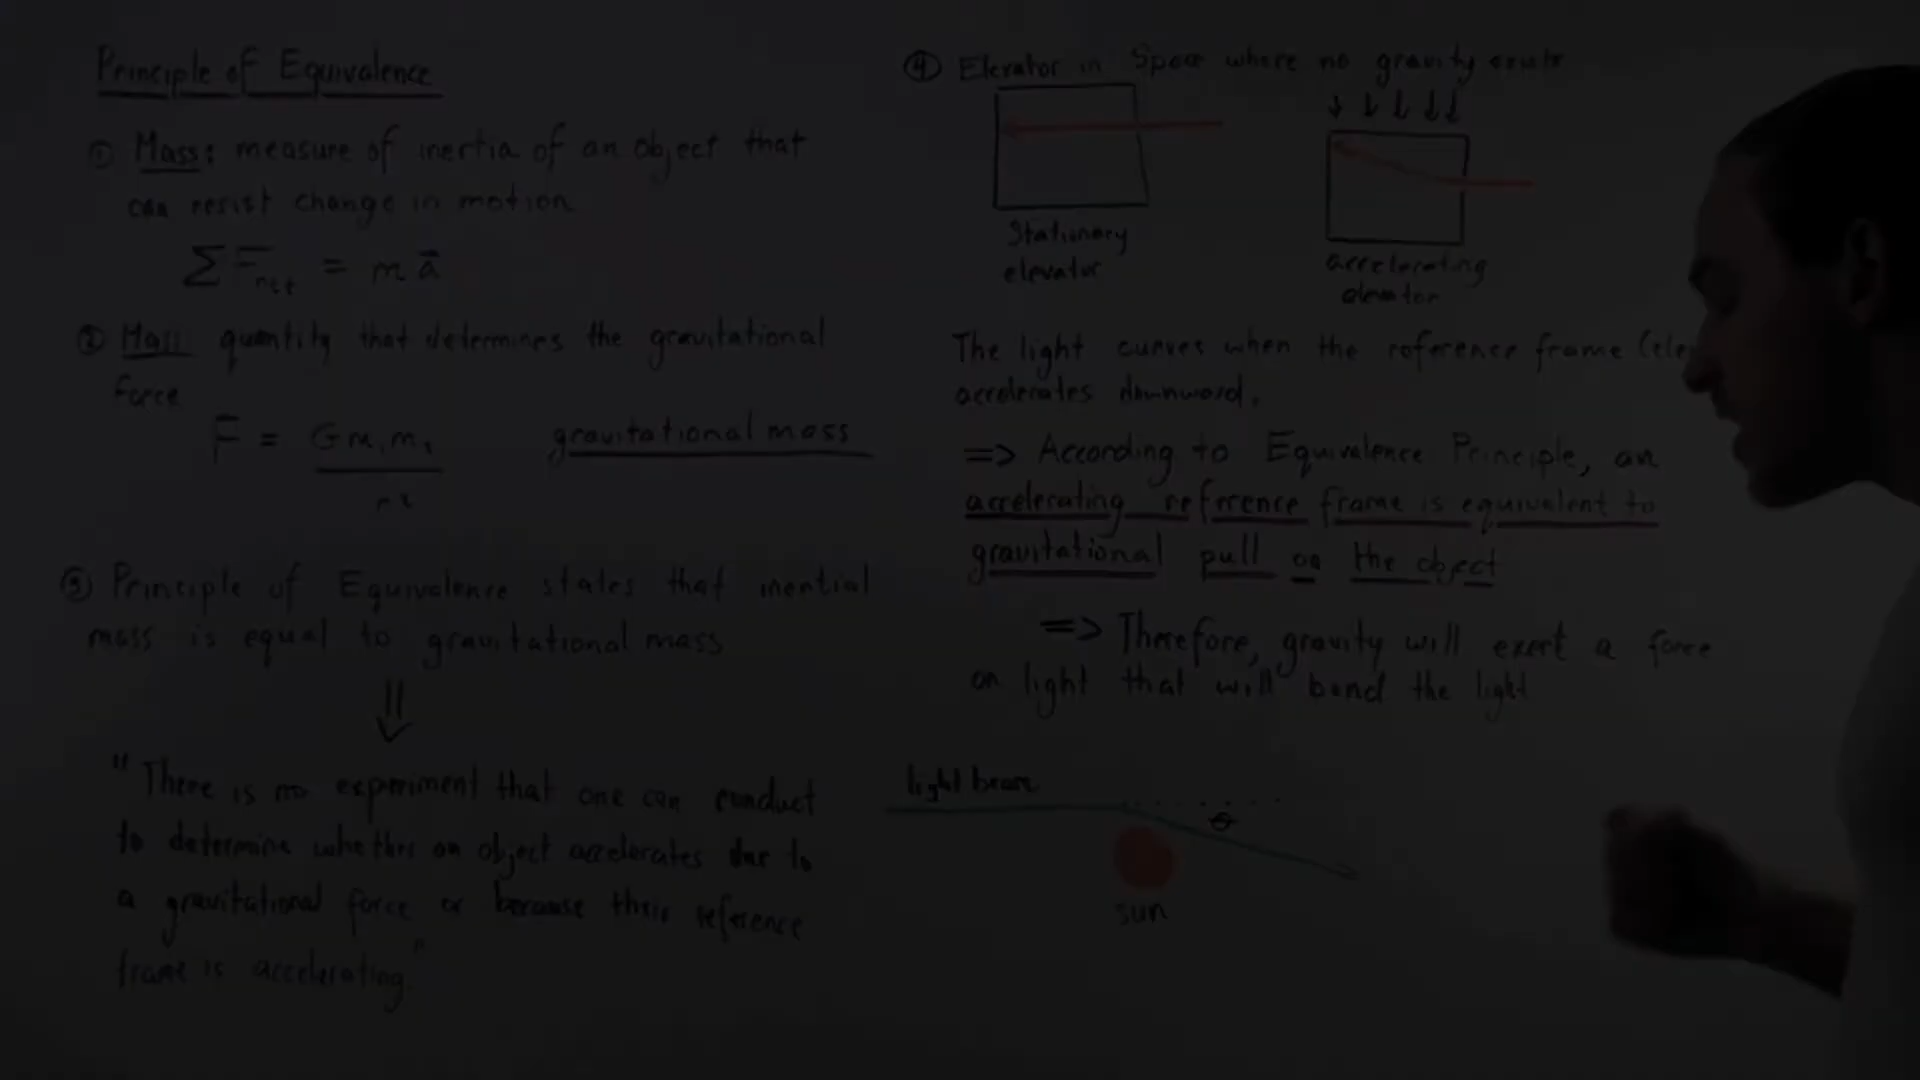 Principle of Equivalence
① Mass: measure of inertia of an object that
can resist change in motion
∑ F̄net = m ā
② Mass: quantity that determines the gravitational
force
F̄ = G m₁ m₁
r²
gravitational mass
③ Principle of Equivalence states that inertial
mass is equal to gravitational mass
⇓
"There is no experiment that one can conduct
to determine whether an object accelerates due to
a gravitational force or because their reference
frame is accelerating"
④ Elevator in Space where no gravity exists
Stationary
elevator
accelerating
elevator
The light curves when the reference frame (ele
accelerates downward.
=> According to Equivalence Principle, an
accelerating reference frame is equivalent to
gravitational pull on the object
=> Therefore, gravity will exert a force
on light that will bend the light
light beam
θ
sun